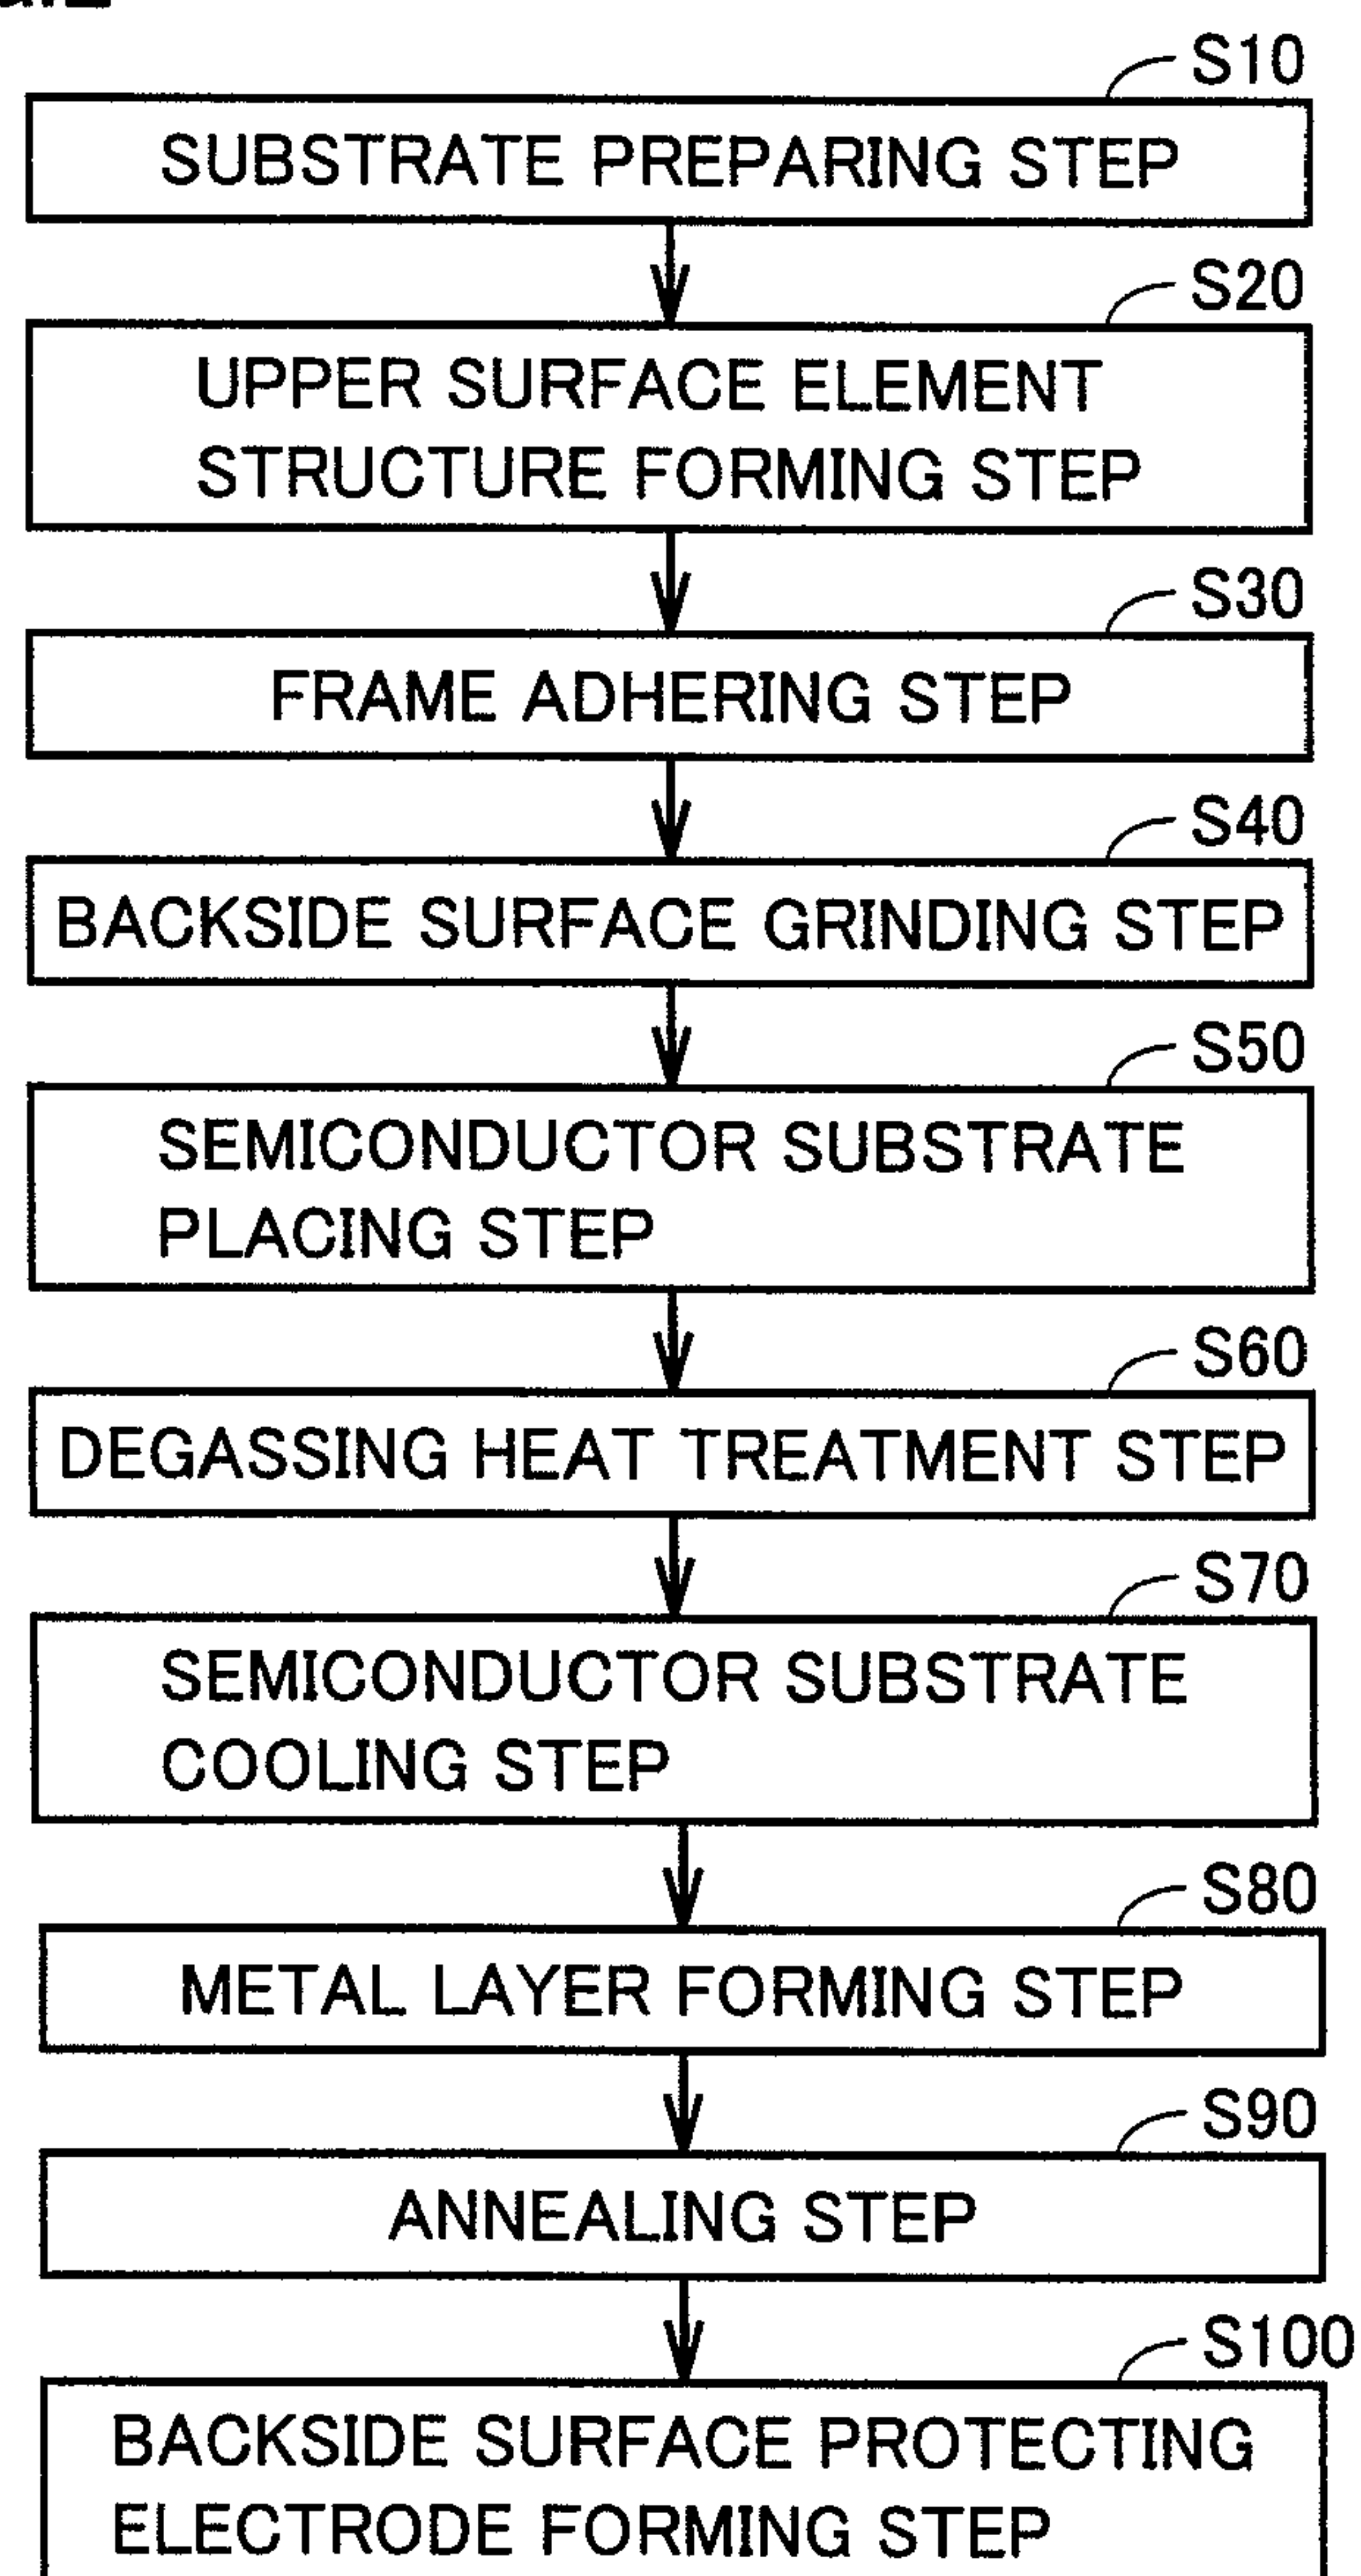 S10
SUBSTRATE PREPARING STEP
S20
UPPER SURFACE ELEMENT
STRUCTURE FORMING STEP
S30
FRAME ADHERING STEP
S40
BACKSIDE SURFACE GRINDING STEP
S50
SEMICONDUCTOR SUBSTRATE
PLACING STEP
S60
DEGASSING HEAT TREATMENT STEP
S70
SEMICONDUCTOR SUBSTRATE
COOLING STEP
S80
METAL LAYER FORMING STEP
S90
ANNEALING STEP
S100
BACKSIDE SURFACE PROTECTING
ELECTRODE FORMING STEP